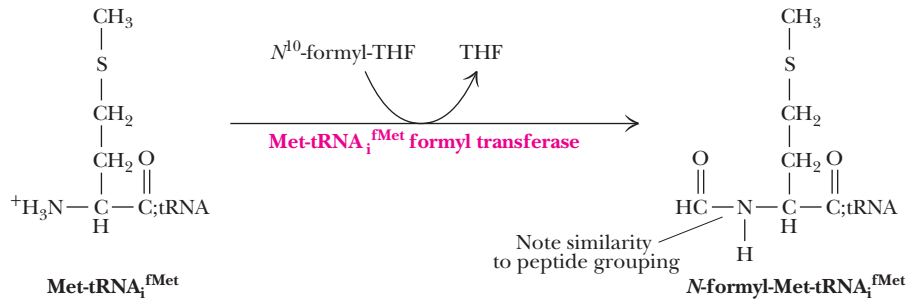 CH₃
S
CH₂
CH₂ O
⁺H₃N—C—C;tRNA
H
Met-tRNAᵢᶠᴹᵉᵗ
N¹⁰-formyl-THF THF
Met-tRNAᵢᶠᴹᵉᵗ formyl transferase
CH₃
S
CH₂
O CH₂ O
HC—N—C—C;tRNA
H H
Note similarity
to peptide grouping
N-formyl-Met-tRNAᵢᶠᴹᵉᵗ